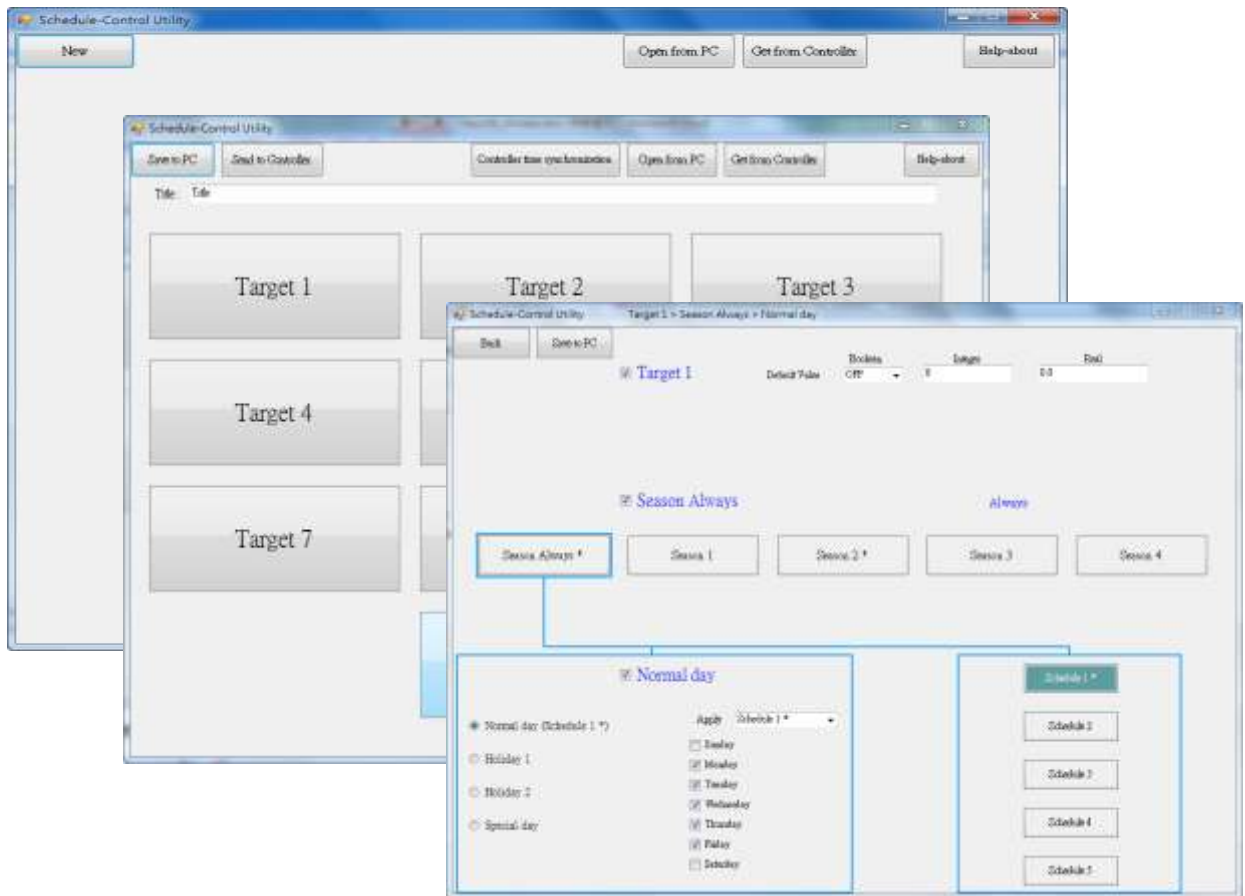 Schedule-Control Utility
New
Open from PC
Get from Controller
Help-about
Schedule-Control Utility
Save to PC
Send to Controller
Controller time synchronization
Open from PC
Get from Controller
Help-about
Title
Title
Target 1
Target 2
Target 3
Target 4
Target 7
Schedule-Control Utility
Target 1 > Season Always > Normal day
Back
Save to PC
Target 1
Default Value
Boolean
Integer
Real
OFF
0
0.0
Season Always
Always
Season Always *
Season 1
Season 2 *
Season 3
Season 4
Normal day
Normal day (Schedule 1 *)
Holiday 1
Holiday 2
Special day
Apply
Schedule 1 *
Sunday
Monday
Tuesday
Wednesday
Thursday
Friday
Saturday
Schedule 1 *
Schedule 2
Schedule 3
Schedule 4
Schedule 5